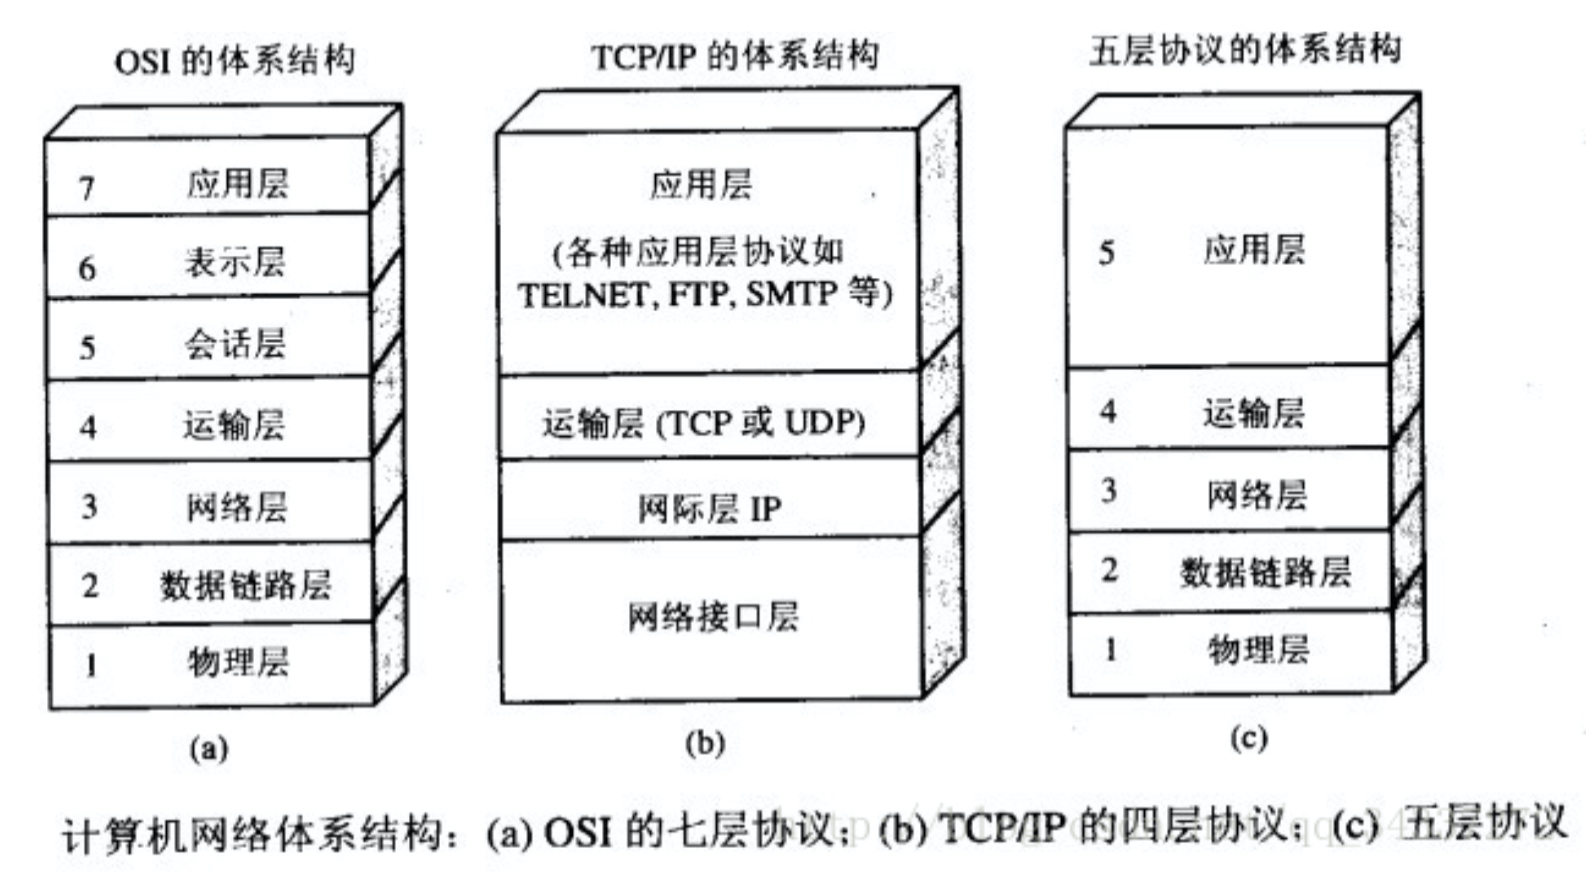 OSI 的体系结构
7 应用层
6 表示层
5 会话层
4 运输层
3 网络层
2 数据链路层
1 物理层
(a)
TCP/IP 的体系结构
应用层
(各种应用层协议如
TELNET, FTP, SMTP 等)
运输层 (TCP 或 UDP)
网际层 IP
网络接口层
(b)
五层协议的体系结构
5 应用层
4 运输层
3 网络层
2 数据链路层
1 物理层
(c)
计算机网络体系结构：(a) OSI 的七层协议；(b) TCP/IP 的四层协议；(c) 五层协议